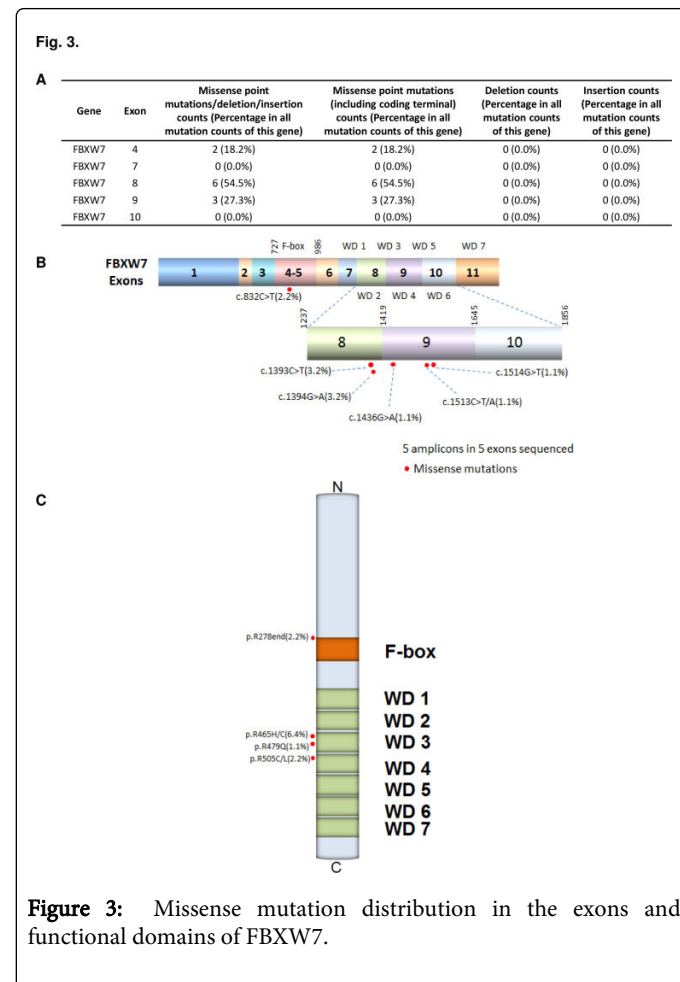 Fig. 3.
A
Gene Exon Missense point mutations/deletion/insertion counts (Percentage in all mutation counts of this gene) Missense point mutations (including coding terminal) counts (Percentage in all mutation counts of this gene) Deletion counts (Percentage in all mutation counts of this gene) Insertion counts (Percentage in all mutation counts of this gene)
FBXW7 4 2 (18.2%) 2 (18.2%) 0 (0.0%) 0 (0.0%)
FBXW7 7 0 (0.0%) 0 (0.0%) 0 (0.0%) 0 (0.0%)
FBXW7 8 6 (54.5%) 6 (54.5%) 0 (0.0%) 0 (0.0%)
FBXW7 9 3 (27.3%) 3 (27.3%) 0 (0.0%) 0 (0.0%)
FBXW7 10 0 (0.0%) 0 (0.0%) 0 (0.0%) 0 (0.0%)
B
727 F-box 986 WD 1 WD 3 WD 5 WD 7
FBXW7 Exons
1 2 3 4-5 6 7 8 9 10 11
c.832C>T(2.2%)
WD 2 WD 4 WD 6
1237 1419 1645 1856
8 9 10
c.1393C>T(3.2%)
c.1514G>T(1.1%)
c.1394G>A(3.2%)
c.1513C>T/A(1.1%)
c.1436G>A(1.1%)
5 amplicons in 5 exons sequenced
Missense mutations
C
N
p.R278end(2.2%)
F-box
WD 1
WD 2
p.R465H/C(6.4%)
WD 3
p.R479Q(1.1%)
p.R505C/L(2.2%)
WD 4
WD 5
WD 6
WD 7
C
Figure 3: Missense mutation distribution in the exons and
functional domains of FBXW7.